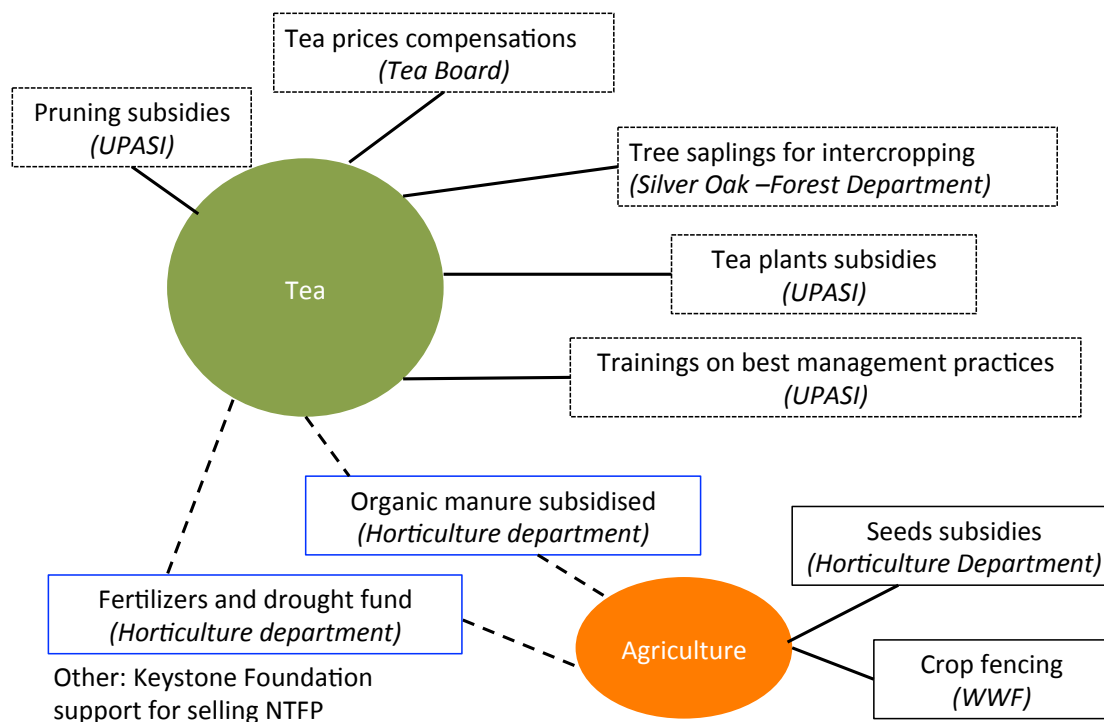 Tea prices compensations
(Tea Board)
Pruning subsidies
(UPASI)
Tree saplings for intercropping
(Silver Oak –Forest Department)
Tea plants subsidies
(UPASI)
Tea
Trainings on best management practices
(UPASI)
Organic manure subsidised
(Horticulture department)
Seeds subsidies
(Horticulture Department)
Fertilizers and drought fund
(Horticulture department)
Agriculture
Crop fencing
(WWF)
Other: Keystone Foundation
support for selling NTFP